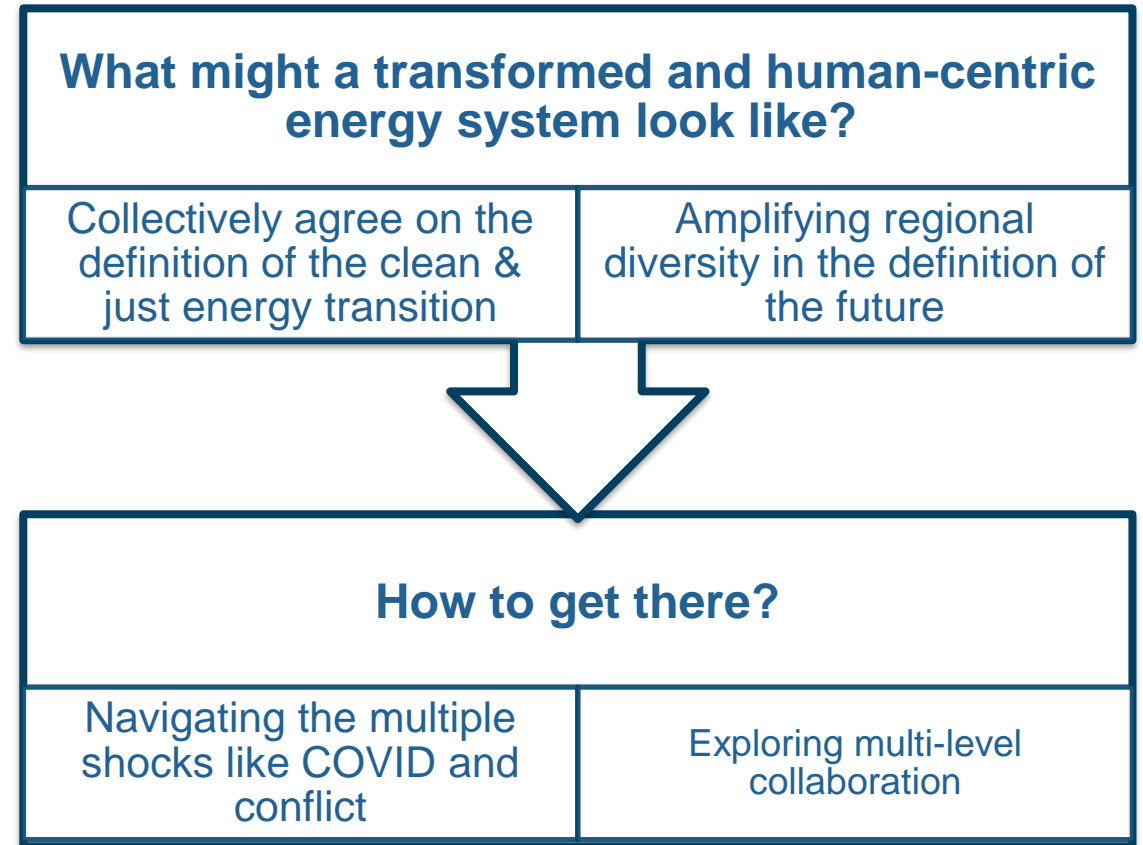 What might a transformed and human-centric
energy system look like?
Collectively agree on the
definition of the clean &
just energy transition
Amplifying regional
diversity in the definition of
the future
How to get there?
Navigating the multiple
shocks like COVID and
conflict
Exploring multi-level
collaboration